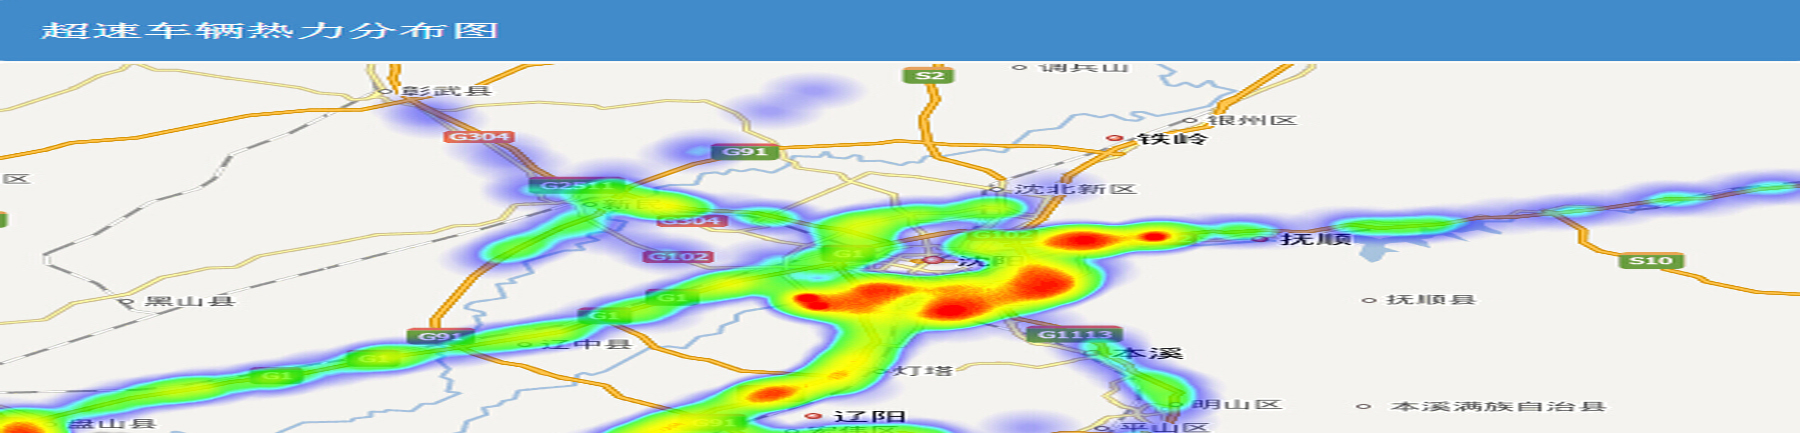 超速车辆热力分布图
调兵山
S2
彰武县
银州区
G304
铁岭
G91
区
沈北新区
G2511
新民
G304
抚顺
G102
G1
沈阳
S10
G1
黑山县
抚顺县
G1
G91
G1113
辽中县
本溪
G1
灯塔
G1
明山区
本溪满族自治县
辽阳
盘山县
G91
平山区